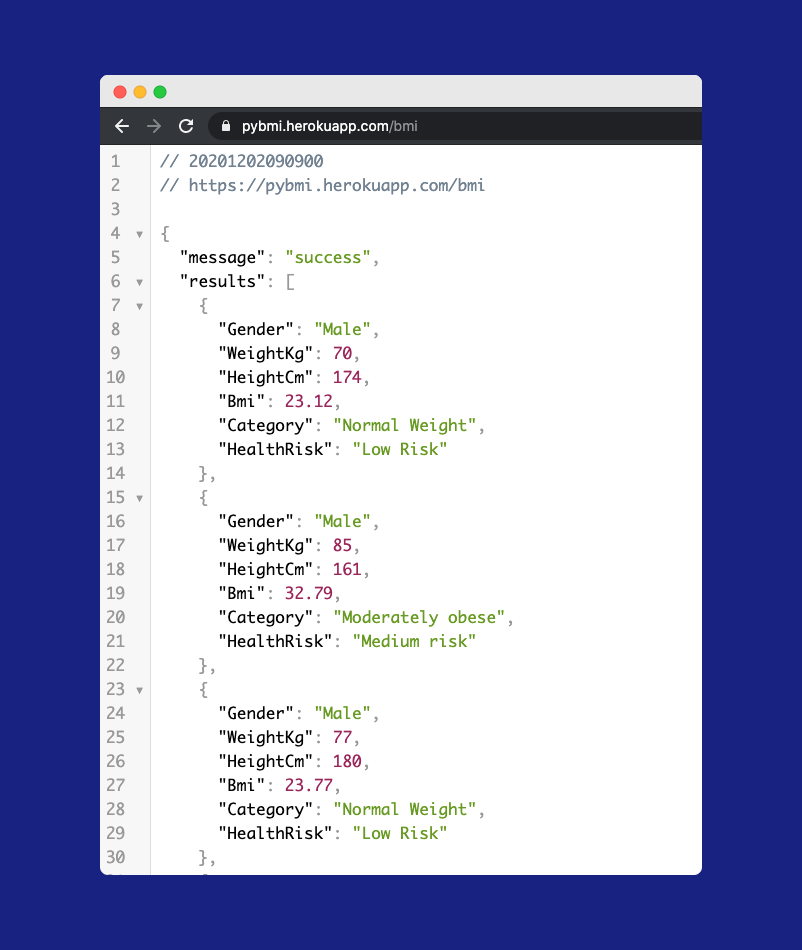 pybmi.herokuapp.com/bmi
1 // 20201202090900
2 // https://pybmi.herokuapp.com/bmi
3
4 {
5 "message": "success",
6 "results": [
7 {
8 "Gender": "Male",
9 "WeightKg": 70,
10 "HeightCm": 174,
11 "Bmi": 23.12,
12 "Category": "Normal Weight",
13 "HealthRisk": "Low Risk"
14 },
15 {
16 "Gender": "Male",
17 "WeightKg": 85,
18 "HeightCm": 161,
19 "Bmi": 32.79,
20 "Category": "Moderately obese",
21 "HealthRisk": "Medium risk"
22 },
23 {
24 "Gender": "Male",
25 "WeightKg": 77,
26 "HeightCm": 180,
27 "Bmi": 23.77,
28 "Category": "Normal Weight",
29 "HealthRisk": "Low Risk"
30 },